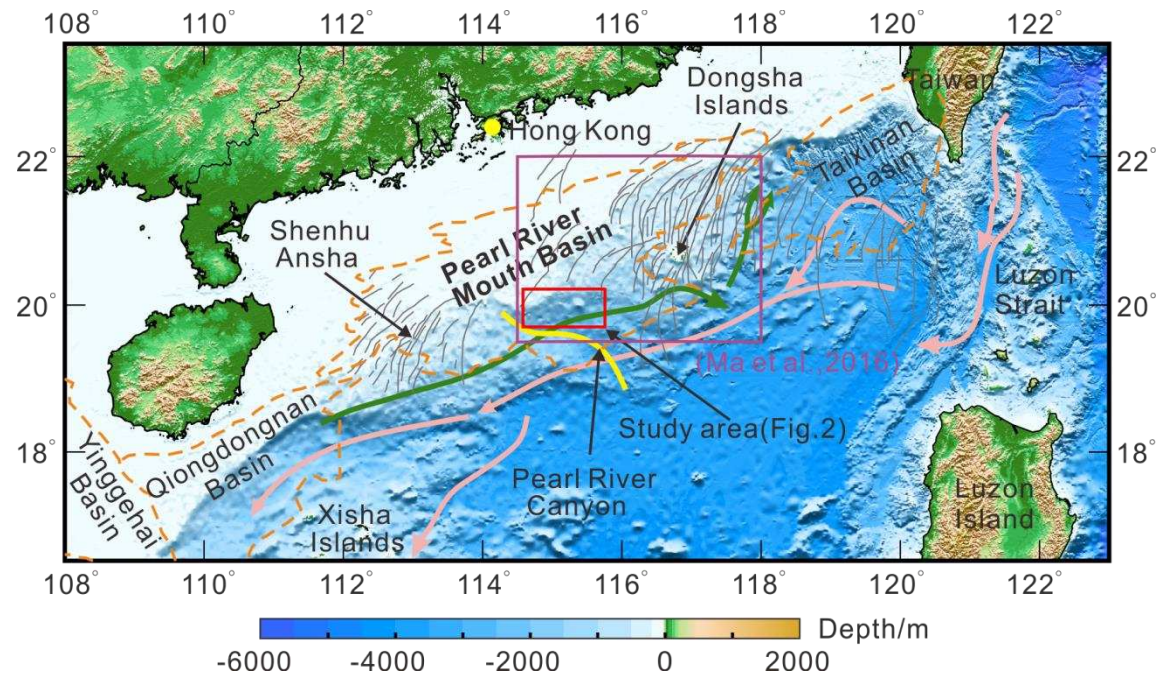 108° 110° 112° 114° 116° 118° 120° 122°
Taiwan
Dongsha
Islands
Hong Kong
22°
22°
Taixinan
Basin
Shenhu
Ansha
Pearl River
Mouth Basin
Luzon
Strait
20°
20°
(Ma et al.,2016)
Study area(Fig.2)
18°
18°
Qiongdongnan
Basin
Yinggehai
Basin
Pearl River
Canyon
Xisha
Islands
Luzon
Island
108° 110° 112° 114° 116° 118° 120° 122°
Depth/m
-6000 -4000 -2000 0 2000